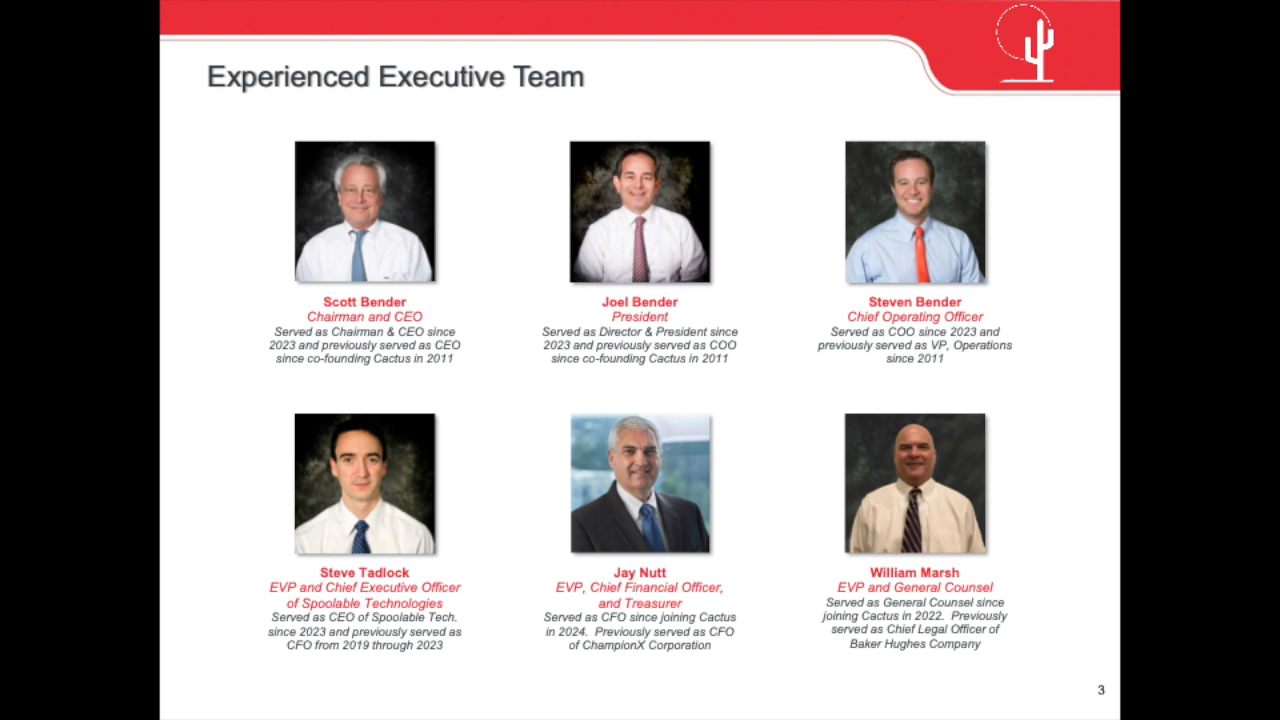 Experienced Executive Team
Scott Bender
Chairman and CEO
Served as Chairman & CEO since
2023 and previously served as CEO
since co-founding Cactus in 2011
Joel Bender
President
Served as Director & President since
2023 and previously served as COO
since co-founding Cactus in 2011
Steven Bender
Chief Operating Officer
Served as COO since 2023 and
previously served as VP, Operations
since 2011
Steve Tadlock
EVP and Chief Executive Officer
of Spoolable Technologies
Served as CEO of Spoolable Tech.
since 2023 and previously served as
CFO from 2019 through 2023
Jay Nutt
EVP, Chief Financial Officer,
and Treasurer
Served as CFO since joining Cactus
in 2024. Previously served as CFO
of ChampionX Corporation
William Marsh
EVP and General Counsel
Served as General Counsel since
joining Cactus in 2022. Previously
served as Chief Legal Officer of
Baker Hughes Company
3